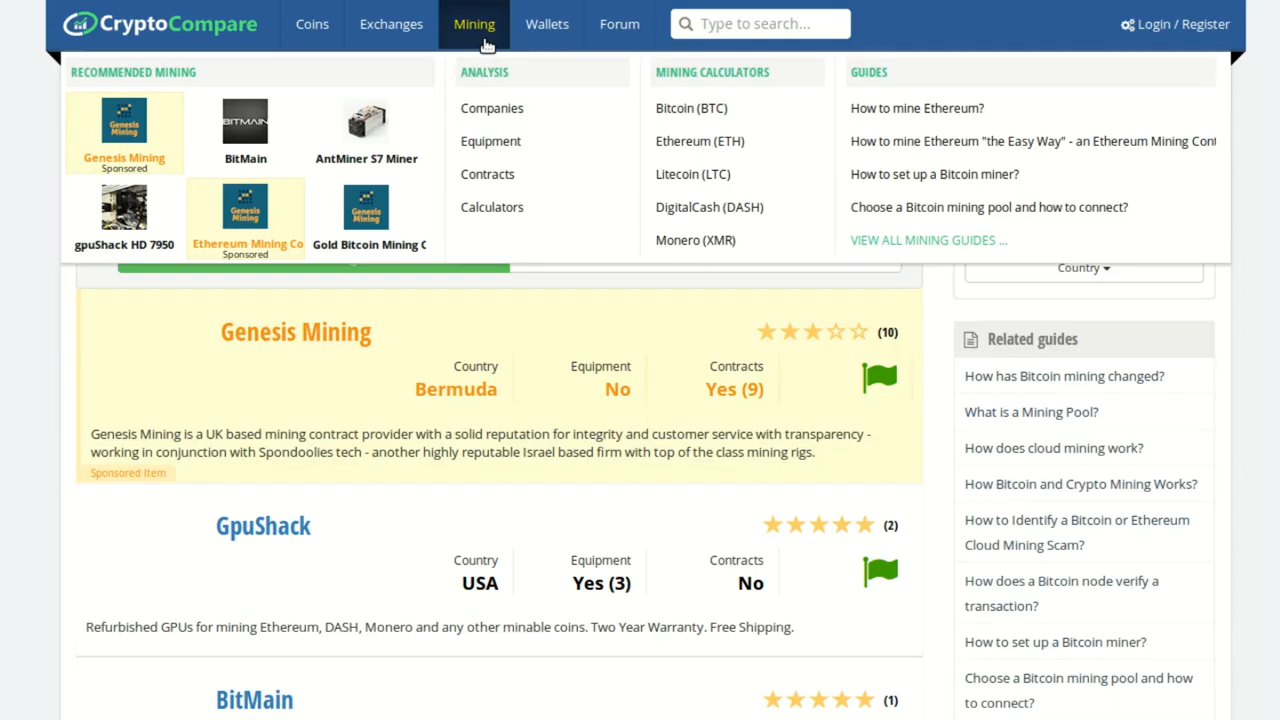 CryptoCompare
Coins
Exchanges
Mining
Wallets
Forum
Type to search...
Login / Register
RECOMMENDED MINING
Genesis Mining
Genesis Mining
Sponsored
BITMAIN
BitMain
AntMiner S7 Miner
gpuShack HD 7950
Genesis Mining
Ethereum Mining Co
Sponsored
Genesis Mining
Gold Bitcoin Mining C
ANALYSIS
Companies
Equipment
Contracts
Calculators
MINING CALCULATORS
Bitcoin (BTC)
Ethereum (ETH)
Litecoin (LTC)
DigitalCash (DASH)
Monero (XMR)
GUIDES
How to mine Ethereum?
How to mine Ethereum "the Easy Way" - an Ethereum Mining Cont
How to set up a Bitcoin miner?
Choose a Bitcoin mining pool and how to connect?
VIEW ALL MINING GUIDES ...
Country
Genesis Mining
(10)
Country
Bermuda
Equipment
No
Contracts
Yes (9)
Genesis Mining is a UK based mining contract provider with a solid reputation for integrity and customer service with transparency -
working in conjunction with Spondoolies tech - another highly reputable Israel based firm with top of the class mining rigs.
Sponsored Item
GpuShack
(2)
Country
USA
Equipment
Yes (3)
Contracts
No
Refurbished GPUs for mining Ethereum, DASH, Monero and any other minable coins. Two Year Warranty. Free Shipping.
BitMain
(1)
Related guides
How has Bitcoin mining changed?
What is a Mining Pool?
How does cloud mining work?
How Bitcoin and Crypto Mining Works?
How to Identify a Bitcoin or Ethereum
Cloud Mining Scam?
How does a Bitcoin node verify a
transaction?
How to set up a Bitcoin miner?
Choose a Bitcoin mining pool and how
to connect?